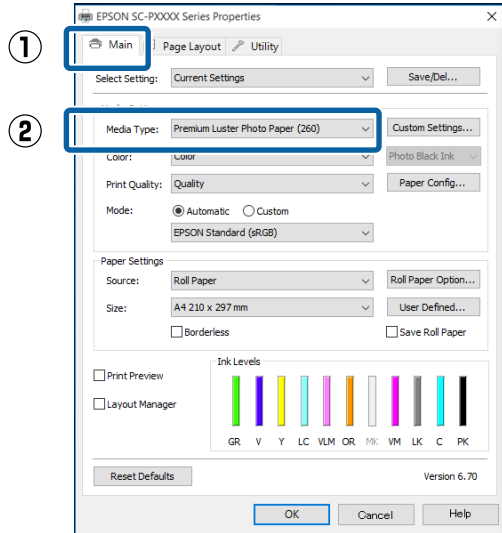 EPSON SC-PXXXX Series Properties
① Main Page Layout Utility
Select Setting: Current Settings Save/Del...
② Media Type: Premium Luster Photo Paper (260) Custom Settings...
Color: Color Photo Black Ink
Print Quality: Quality Paper Config...
Mode: Automatic Custom
EPSON Standard (sRGB)
Paper Settings
Source: Roll Paper Roll Paper Option...
Size: A4 210 x 297 mm User Defined...
Borderless Save Roll Paper
Print Preview
Layout Manager
Ink Levels
GR V Y LC VLM OR MK VM LK C PK
Reset Defaults Version 6.70
OK Cancel Help